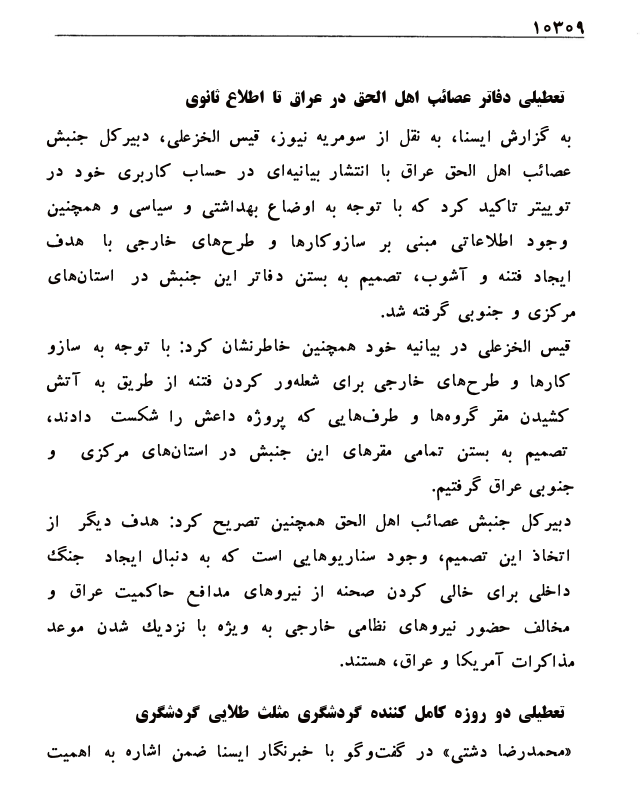 ۱۰۳۰۹
تعطیلی دفاتر عصائب اهل الحق در عراق تا اطلاع ثانوی
به گزارش ایسنا، به نقل از سومریه نیوز، قیس الخزعلی، دبیرکل جنبش
عصائب اهل الحق عراق با انتشار بیانیه‌ای در حساب کاربری خود در
توییتر تاکید کرد که با توجه به اوضاع بهداشتی و سیاسی و همچنین
وجود اطلاعاتی مبنی بر سازوکارها و طرح‌های خارجی با هدف
ایجاد فتنه و آشوب، تصمیم به بستن دفاتر این جنبش در استان‌های
مرکزی و جنوبی گرفته شد.
قیس الخزعلی در بیانیه خود همچنین خاطرنشان کرد: با توجه به سازو
کارها و طرح‌های خارجی برای شعله‌ور کردن فتنه از طریق به آتش
کشیدن مقر گروه‌ها و طرف‌هایی که پروژه داعش را شکست دادند،
تصمیم به بستن تمامی مقرهای این جنبش در استان‌های مرکزی و
جنوبی عراق گرفتیم.
دبیرکل جنبش عصائب اهل الحق همچنین تصریح کرد: هدف دیگر از
اتخاذ این تصمیم، وجود سناریوهایی است که به دنبال ایجاد جنگ
داخلی برای خالی کردن صحنه از نیروهای مدافع حاکمیت عراق و
مخالف حضور نیروهای نظامی خارجی به ویژه با نزدیك شدن موعد
مذاکرات آمریکا و عراق، هستند.
تعطیلی دو روزه کامل کننده گردشگری مثلث طلایی گردشگری
«محمدرضا دشتی» در گفت‌وگو با خبرنگار ایسنا ضمن اشاره به اهمیت